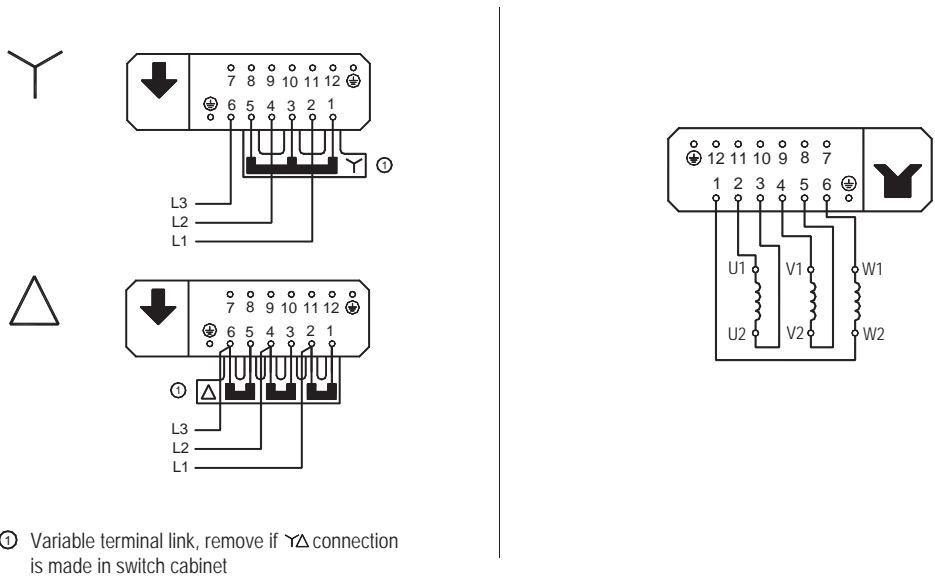 7 8 9 10 11 12
6 5 4 3 2 1
①
L3
L2
L1
7 8 9 10 11 12
6 5 4 3 2 1
① Δ
L3
L2
L1
① Variable terminal link, remove if YΔ connection
is made in switch cabinet
12 11 10 9 8 7
1 2 3 4 5 6
U1 V1 W1
U2 V2 W2